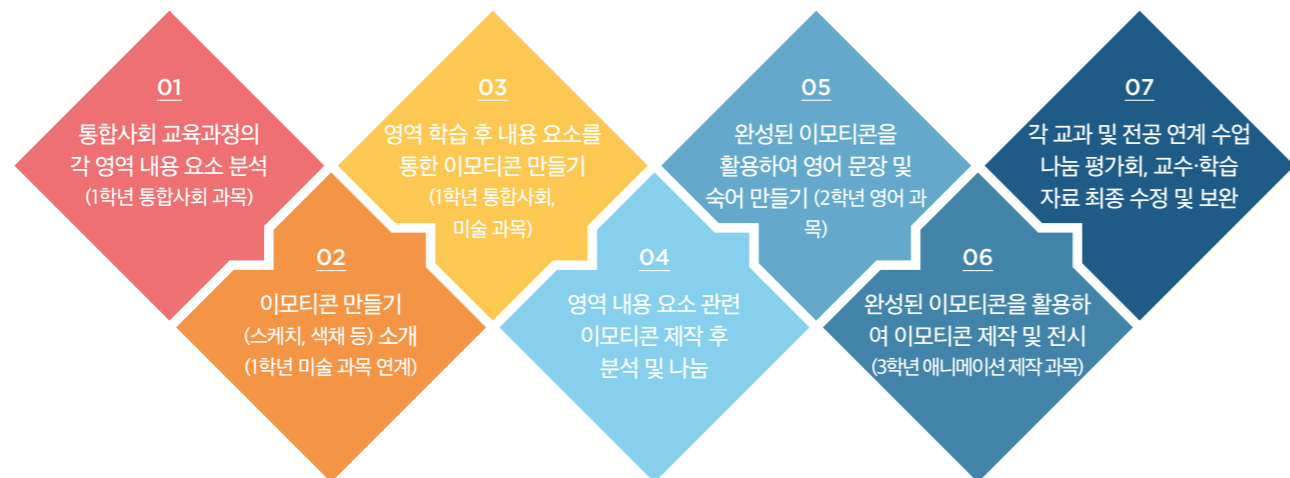 01
통합사회 교육과정의
각 영역 내용 요소 분석
(1학년 통합사회 과목)
02
이모티콘 만들기
(스케치, 색채 등) 소개
(1학년 미술 과목 연계)
03
영역 학습 후 내용 요소를
통한 이모티콘 만들기
(1학년 통합사회,
미술 과목)
04
영역 내용 요소 관련
이모티콘 제작 후
분석 및 나눔
05
완성된 이모티콘을
활용하여 영어 문장 및
숙어 만들기 (2학년 영어 과
목)
06
완성된 이모티콘을 활용하
여 이모티콘 제작 및 전시
(3학년 애니메이션 제작 과목)
07
각 교과 및 전공 연계 수업
나눔 평가회, 교수·학습
자료 최종 수정 및 보완